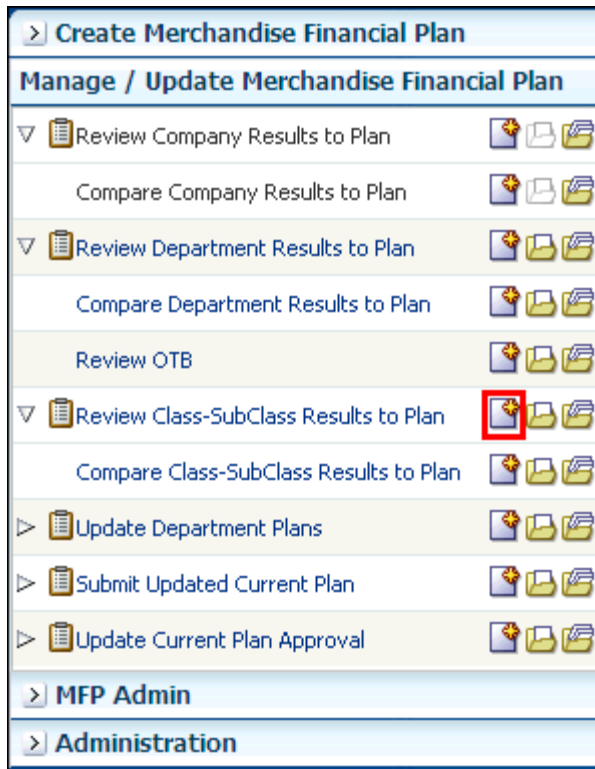 Create Merchandise Financial Plan
Manage / Update Merchandise Financial Plan
Review Company Results to Plan
Compare Company Results to Plan
Review Department Results to Plan
Compare Department Results to Plan
Review OTB
Review Class-SubClass Results to Plan
Compare Class-SubClass Results to Plan
Update Department Plans
Submit Updated Current Plan
Update Current Plan Approval
MFP Admin
Administration